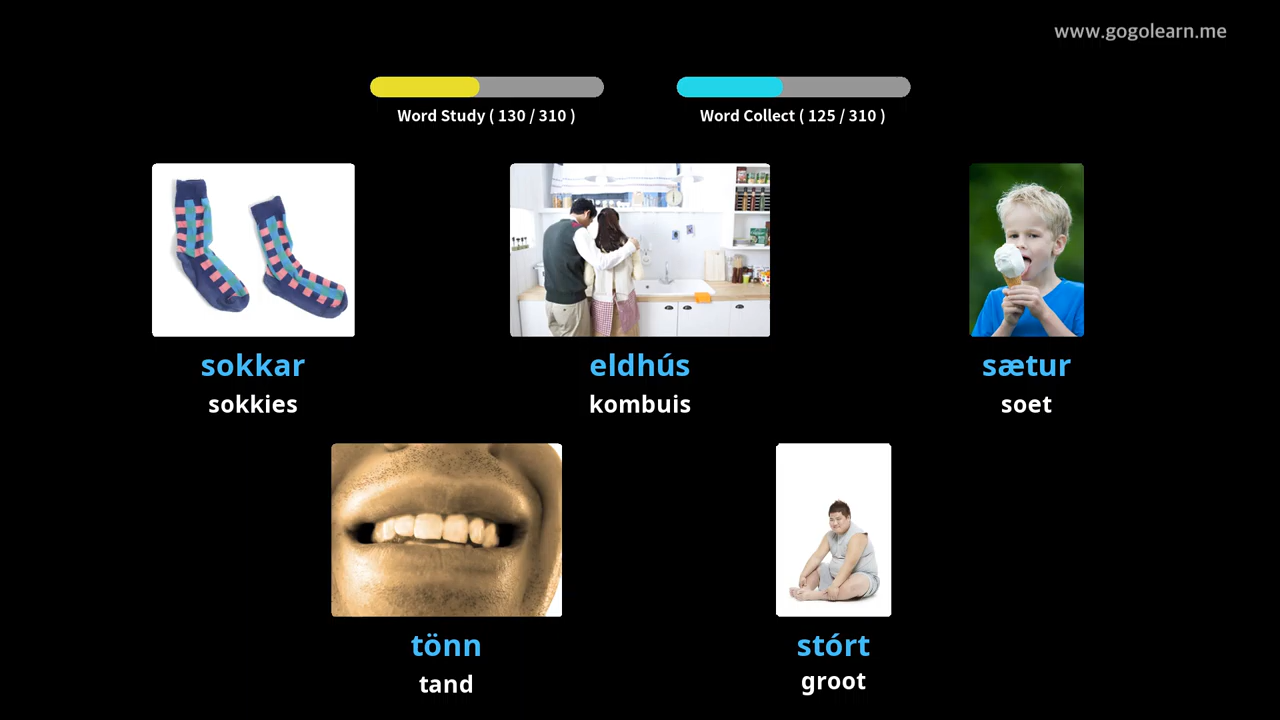 www.gogolearn.me
Word Study ( 130 / 310 )
Word Collect ( 125 / 310 )
sokkar
sokkies
eldhús
kombuis
sætur
soet
tönn
tand
stórt
groot